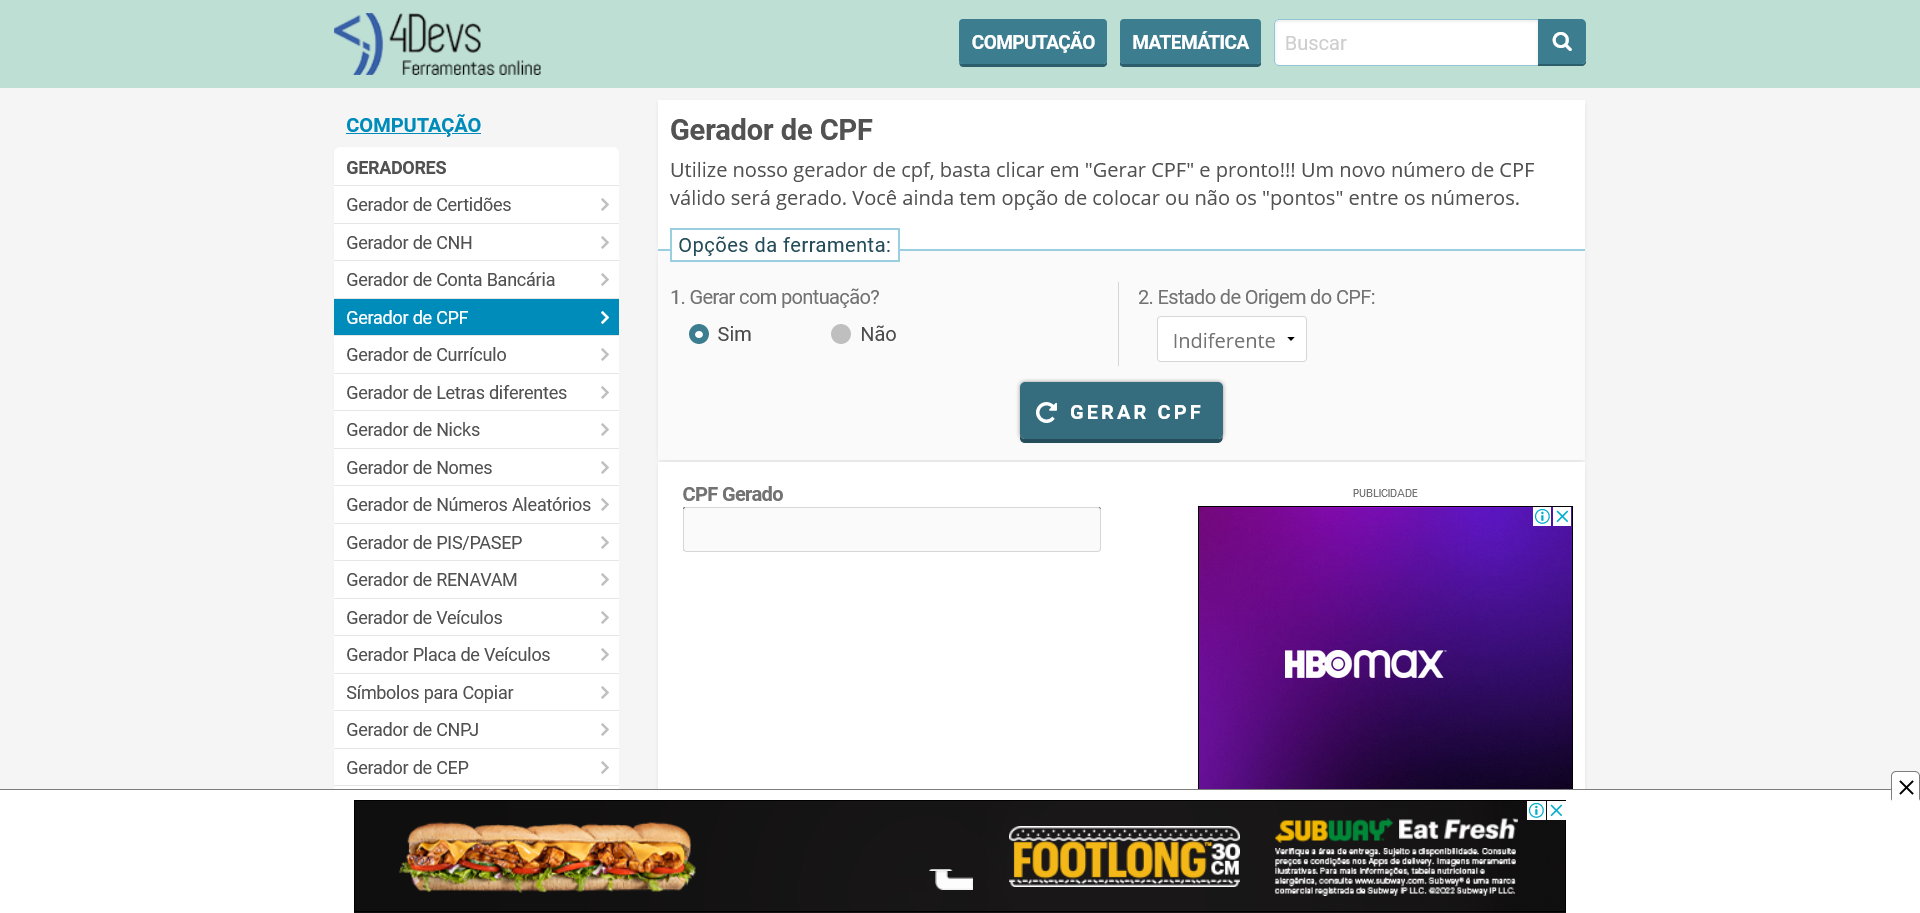 4Devs
Ferramentas online
COMPUTAÇÃO
MATEMÁTICA
Buscar
COMPUTAÇÃO
GERADORES
Gerador de Certidões
Gerador de CNH
Gerador de Conta Bancária
Gerador de CPF
Gerador de Currículo
Gerador de Letras diferentes
Gerador de Nicks
Gerador de Nomes
Gerador de Números Aleatórios
Gerador de PIS/PASEP
Gerador de RENAVAM
Gerador de Veículos
Gerador Placa de Veículos
Símbolos para Copiar
Gerador de CNPJ
Gerador de CEP
Gerador de CPF
Utilize nosso gerador de cpf, basta clicar em "Gerar CPF" e pronto!!! Um novo número de CPF
válido será gerado. Você ainda tem opção de colocar ou não os "pontos" entre os números.
Opções da ferramenta:
1. Gerar com pontuação?
Sim
Não
2. Estado de Origem do CPF:
Indiferente
GERAR CPF
CPF Gerado
PUBLICIDADE
HBOmax
FOOTLONG™ 30 CM
SUBWAY Eat Fresh
Verifique a área de entrega. Sujeito a disponibilidade. Consulte
preços e condições nos Apps de delivery. Imagens meramente
ilustrativas. Para mais informações, tabela nutricional e
alergênica, consulte www.subway.com. Subway® é uma marca
comercial registrada de Subway IP LLC. ©2022 Subway IP LLC.